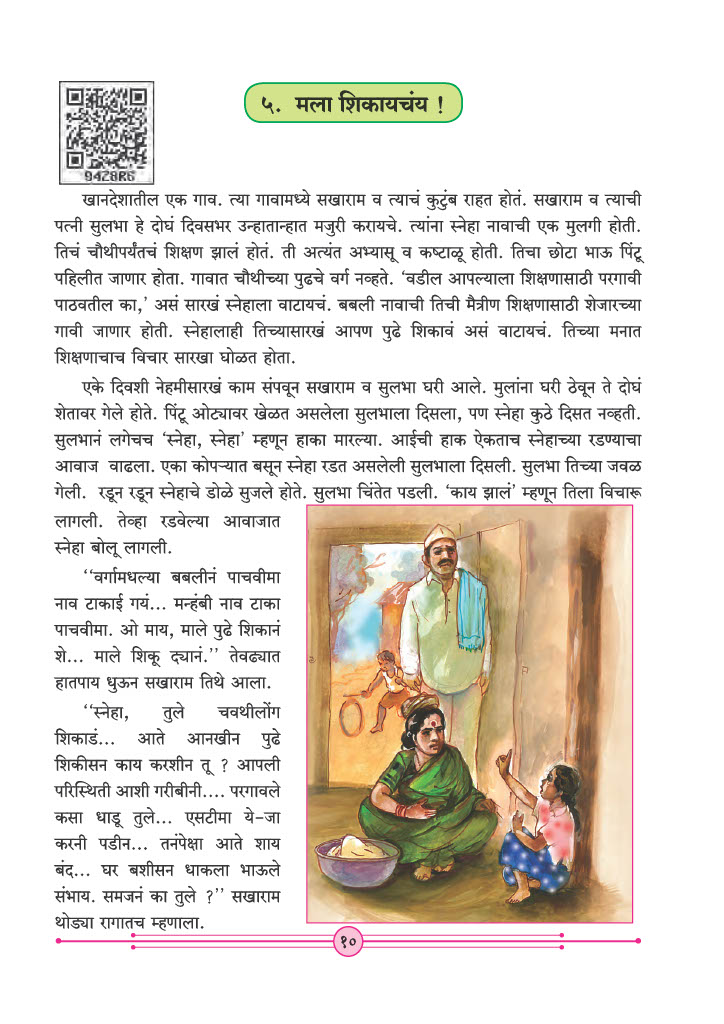 ५. मला शिकायचंय !
94Z8R6
खानदेशातील एक गाव. त्या गावामध्ये सखाराम व त्याचं कुटुंब राहत होतं. सखाराम व त्याची
पत्नी सुलभा हे दोघं दिवसभर उन्हातान्हात मजुरी करायचे. त्यांना स्नेहा नावाची एक मुलगी होती.
तिचं चौथीपर्यंतचं शिक्षण झालं होतं. ती अत्यंत अभ्यासू व कष्टाळू होती. तिचा छोटा भाऊ पिंटू
पहिलीत जाणार होता. गावात चौथीच्या पुढचे वर्ग नव्हते. ‘वडील आपल्याला शिक्षणासाठी परगावी
पाठवतील का,’ असं सारखं स्नेहाला वाटायचं. बबली नावाची तिची मैत्रीण शिक्षणासाठी शेजारच्या
गावी जाणार होती. स्नेहालाही तिच्यासारखं आपण पुढे शिकावं असं वाटायचं. तिच्या मनात
शिक्षणाचाच विचार सारखा घोळत होता.
एके दिवशी नेहमीसारखं काम संपवून सखाराम व सुलभा घरी आले. मुलांना घरी ठेवून ते दोघं
शेतावर गेले होते. पिंटू ओट्यावर खेळत असलेला सुलभाला दिसला, पण स्नेहा कुठे दिसत नव्हती.
सुलभानं लगेचच ‘स्नेहा, स्नेहा’ म्हणून हाका मारल्या. आईची हाक ऐकताच स्नेहाच्या रडण्याचा
आवाज वाढला. एका कोपऱ्यात बसून स्नेहा रडत असलेली सुलभाला दिसली. सुलभा तिच्या जवळ
गेली. रडून रडून स्नेहाचे डोळे सुजले होते. सुलभा चिंतेत पडली. ‘काय झालं’ म्हणून तिला विचारू
लागली. तेव्हा रडवेल्या आवाजात
स्नेहा बोलू लागली.
‘‘वर्गामधल्या बबलीनं पाचवीमा
नाव टाकाई गयं... मन्हंबी नाव टाका
पाचवीमा. ओ माय, माले पुढे शिकानं
शे... माले शिकू द्यानं.’’ तेवढ्यात
हातपाय धुऊन सखाराम तिथे आला.
‘‘स्नेहा, तुले चवथीलोंग
शिकाडं... आते आनखीन पुढे
शिकीसन काय करशीन तू ? आपली
परिस्थिती आशी गरीबीनी.... परगावले
कसा धाडू तुले... एसटीमा ये-जा
करनी पडीन... तनंपेक्षा आते शाय
बंद... घर बशीसन धाकला भाऊले
संभाय. समजनं का तुले ?’’ सखाराम
थोड्या रागातच म्हणाला.
१०